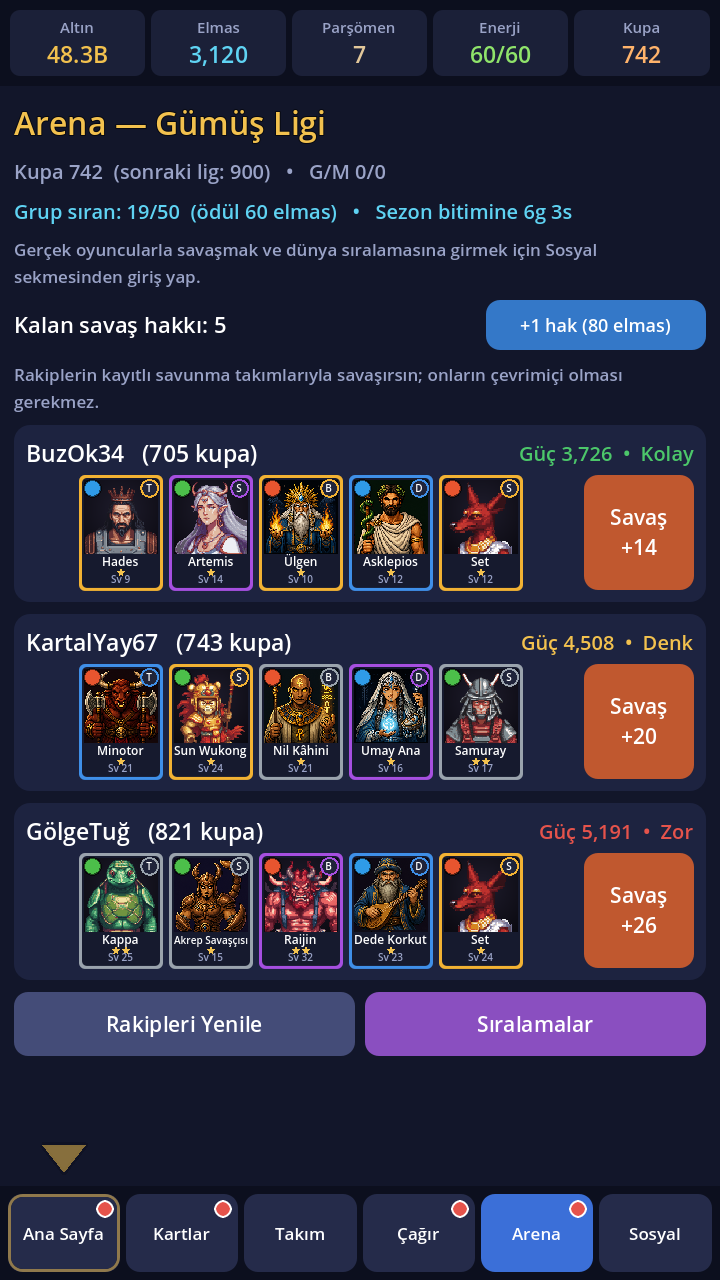 Altın Elmas Parşömen Enerji Kupa
48.3B 3,120 7 60/60 742
Arena — Gümüş Ligi
Kupa 742 (sonraki lig: 900) • G/M 0/0
Grup sıran: 19/50 (ödül 60 elmas) • Sezon bitimine 6g 3s
Gerçek oyuncularla savaşmak ve dünya sıralamasına girmek için Sosyal
sekmesinden giriş yap.
Kalan savaş hakkı: 5 +1 hak (80 elmas)
Rakiplerin kayıtlı savunma takımlarıyla savaşırsın; onların çevrimiçi olması
gerekmez.
BuzOk34 (705 kupa) Güç 3,726 • Kolay
T S B D S
Hades Artemis Ülgen Asklepios Set
Sv 9 Sv 14 Sv 10 Sv 12 Sv 12
Savaş
+14
KartalYay67 (743 kupa) Güç 4,508 • Denk
T S B D S
Minotor Sun Wukong Nil Kâhini Umay Ana Samuray
Sv 21 Sv 24 Sv 21 Sv 16 Sv 17
Savaş
+20
GölgeTuğ (821 kupa) Güç 5,191 • Zor
T S B D S
Kappa Akrep Savaşçısı Raijin Dede Korkut Set
Sv 25 Sv 15 Sv 32 Sv 23 Sv 24
Savaş
+26
Rakipleri Yenile Sıralamalar
Ana Sayfa Kartlar Takım Çağır Arena Sosyal